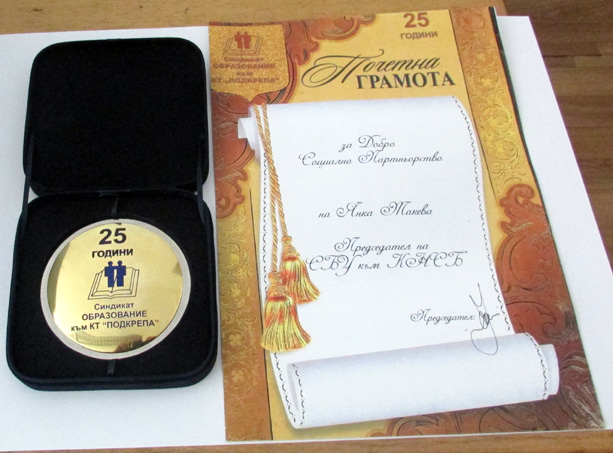 25
ГОДИНИ
Синдикат
ОБРАЗОВАНИЕ
към КТ "ПОДКРЕПА"
Синдикат
ОБРАЗОВАНИЕ
към
КТ "ПОДКРЕПА"
25
ГОДИНИ
Почетна
ГРАМОТА
за Добро
Социално Партньорство
на Янка Такева
Председател на
СБУ към КНСБ
Председател: